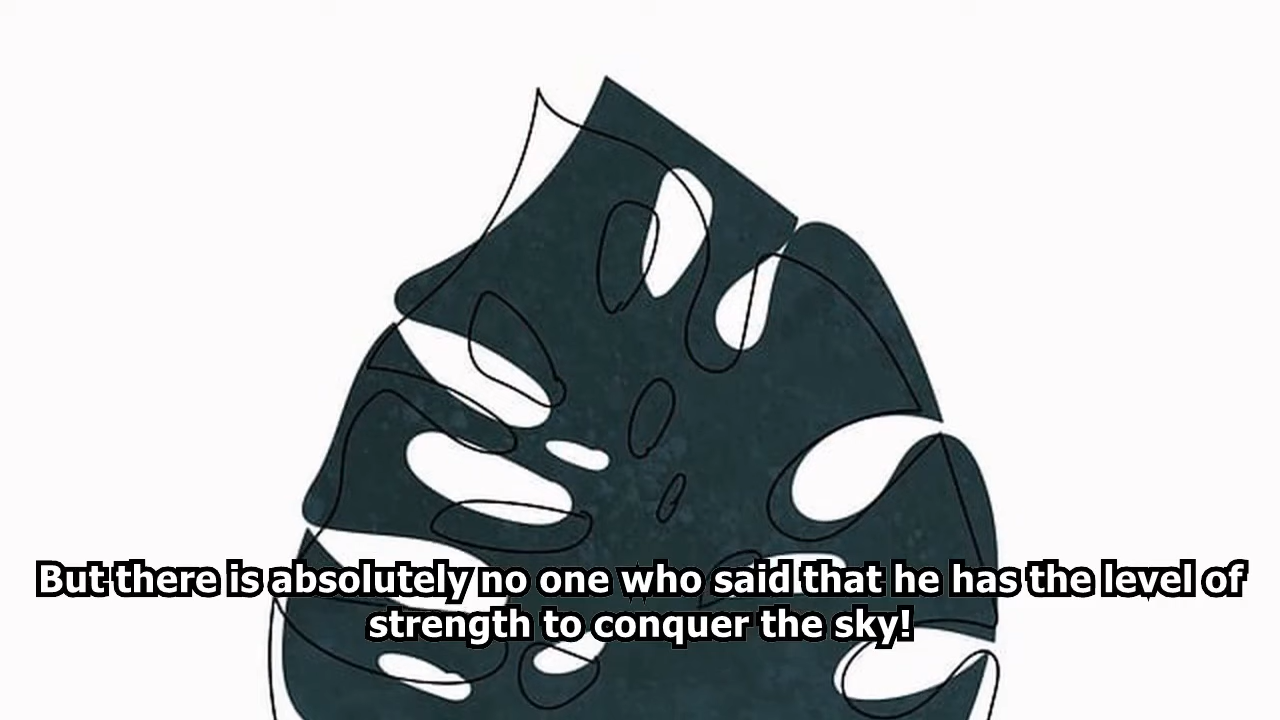 But there is absolutely no one who said that he has the level of
strength to conquer the sky!